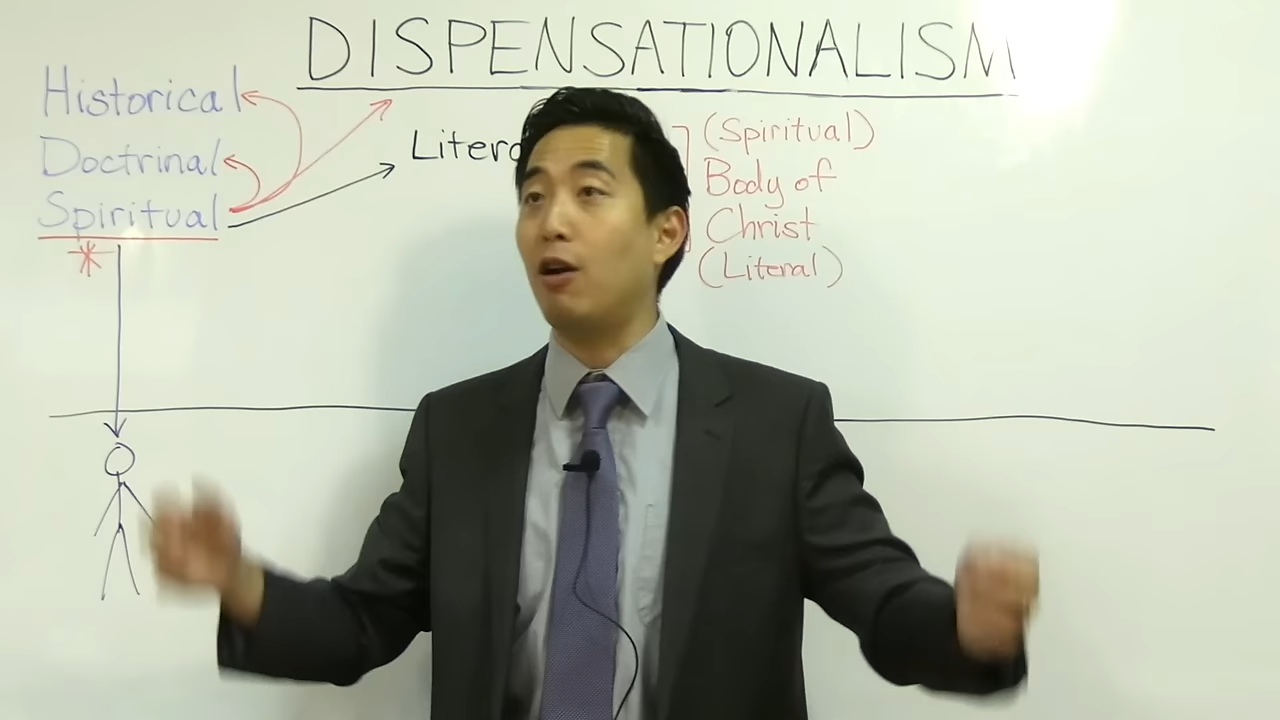 DISPENSATIONALISM
Historical
Doctrinal
Spiritual
*
(Spiritual)
Body of
Christ
(Literal)